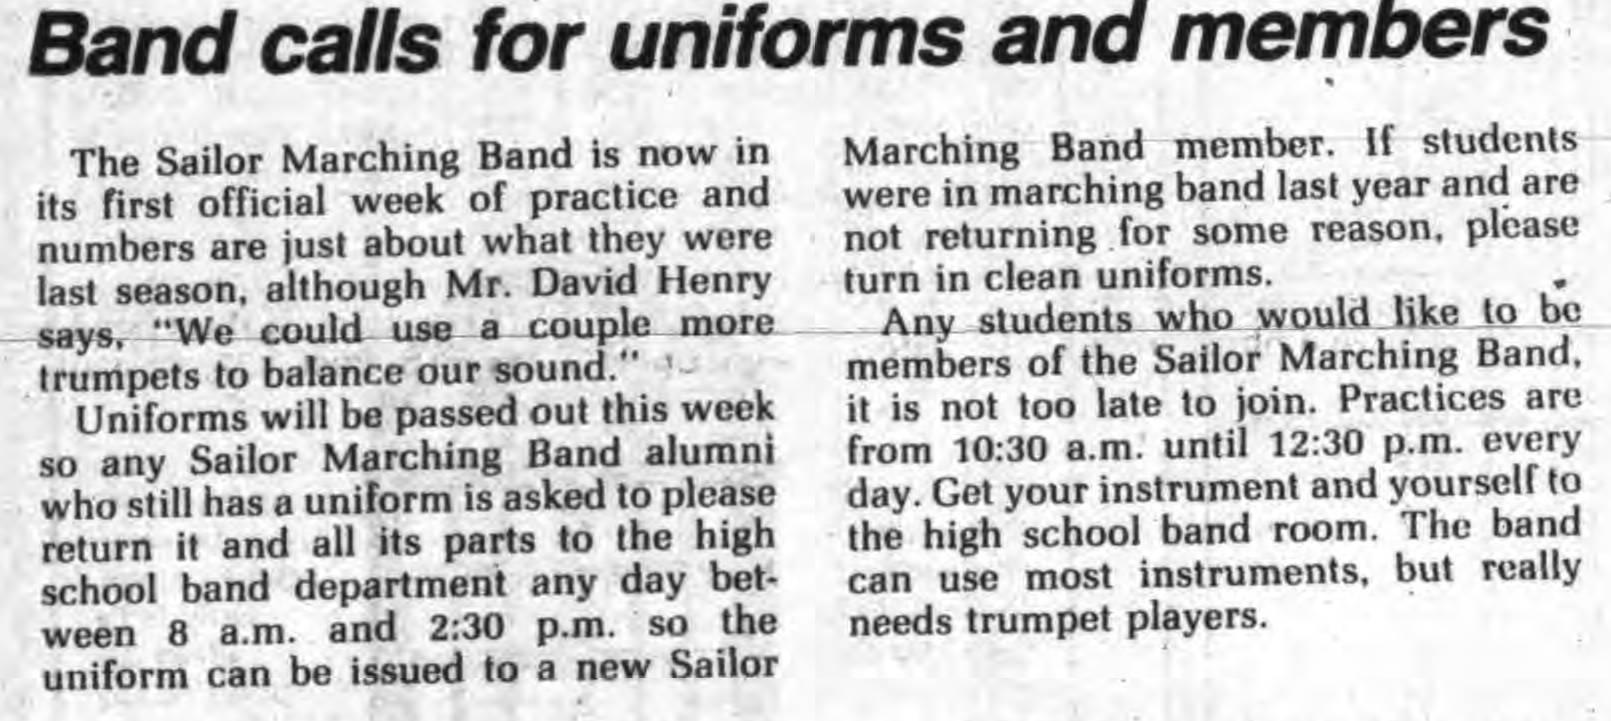 Band calls for uniforms and members
The Sailor Marching Band is now in
its first official week of practice and
numbers are just about what they were
last season, although Mr. David Henry
says, "We could use a couple more
trumpets to balance our sound."
Uniforms will be passed out this week
so any Sailor Marching Band alumni
who still has a uniform is asked to please
return it and all its parts to the high
school band department any day bet-
ween 8 a.m. and 2:30 p.m. so the
uniform can be issued to a new Sailor
Marching Band member. If students
were in marching band last year and are
not returning for some reason, please
turn in clean uniforms.
Any students who would like to be
members of the Sailor Marching Band,
it is not too late to join. Practices are
from 10:30 a.m. until 12:30 p.m. every
day. Get your instrument and yourself to
the high school band room. The band
can use most instruments, but really
needs trumpet players.